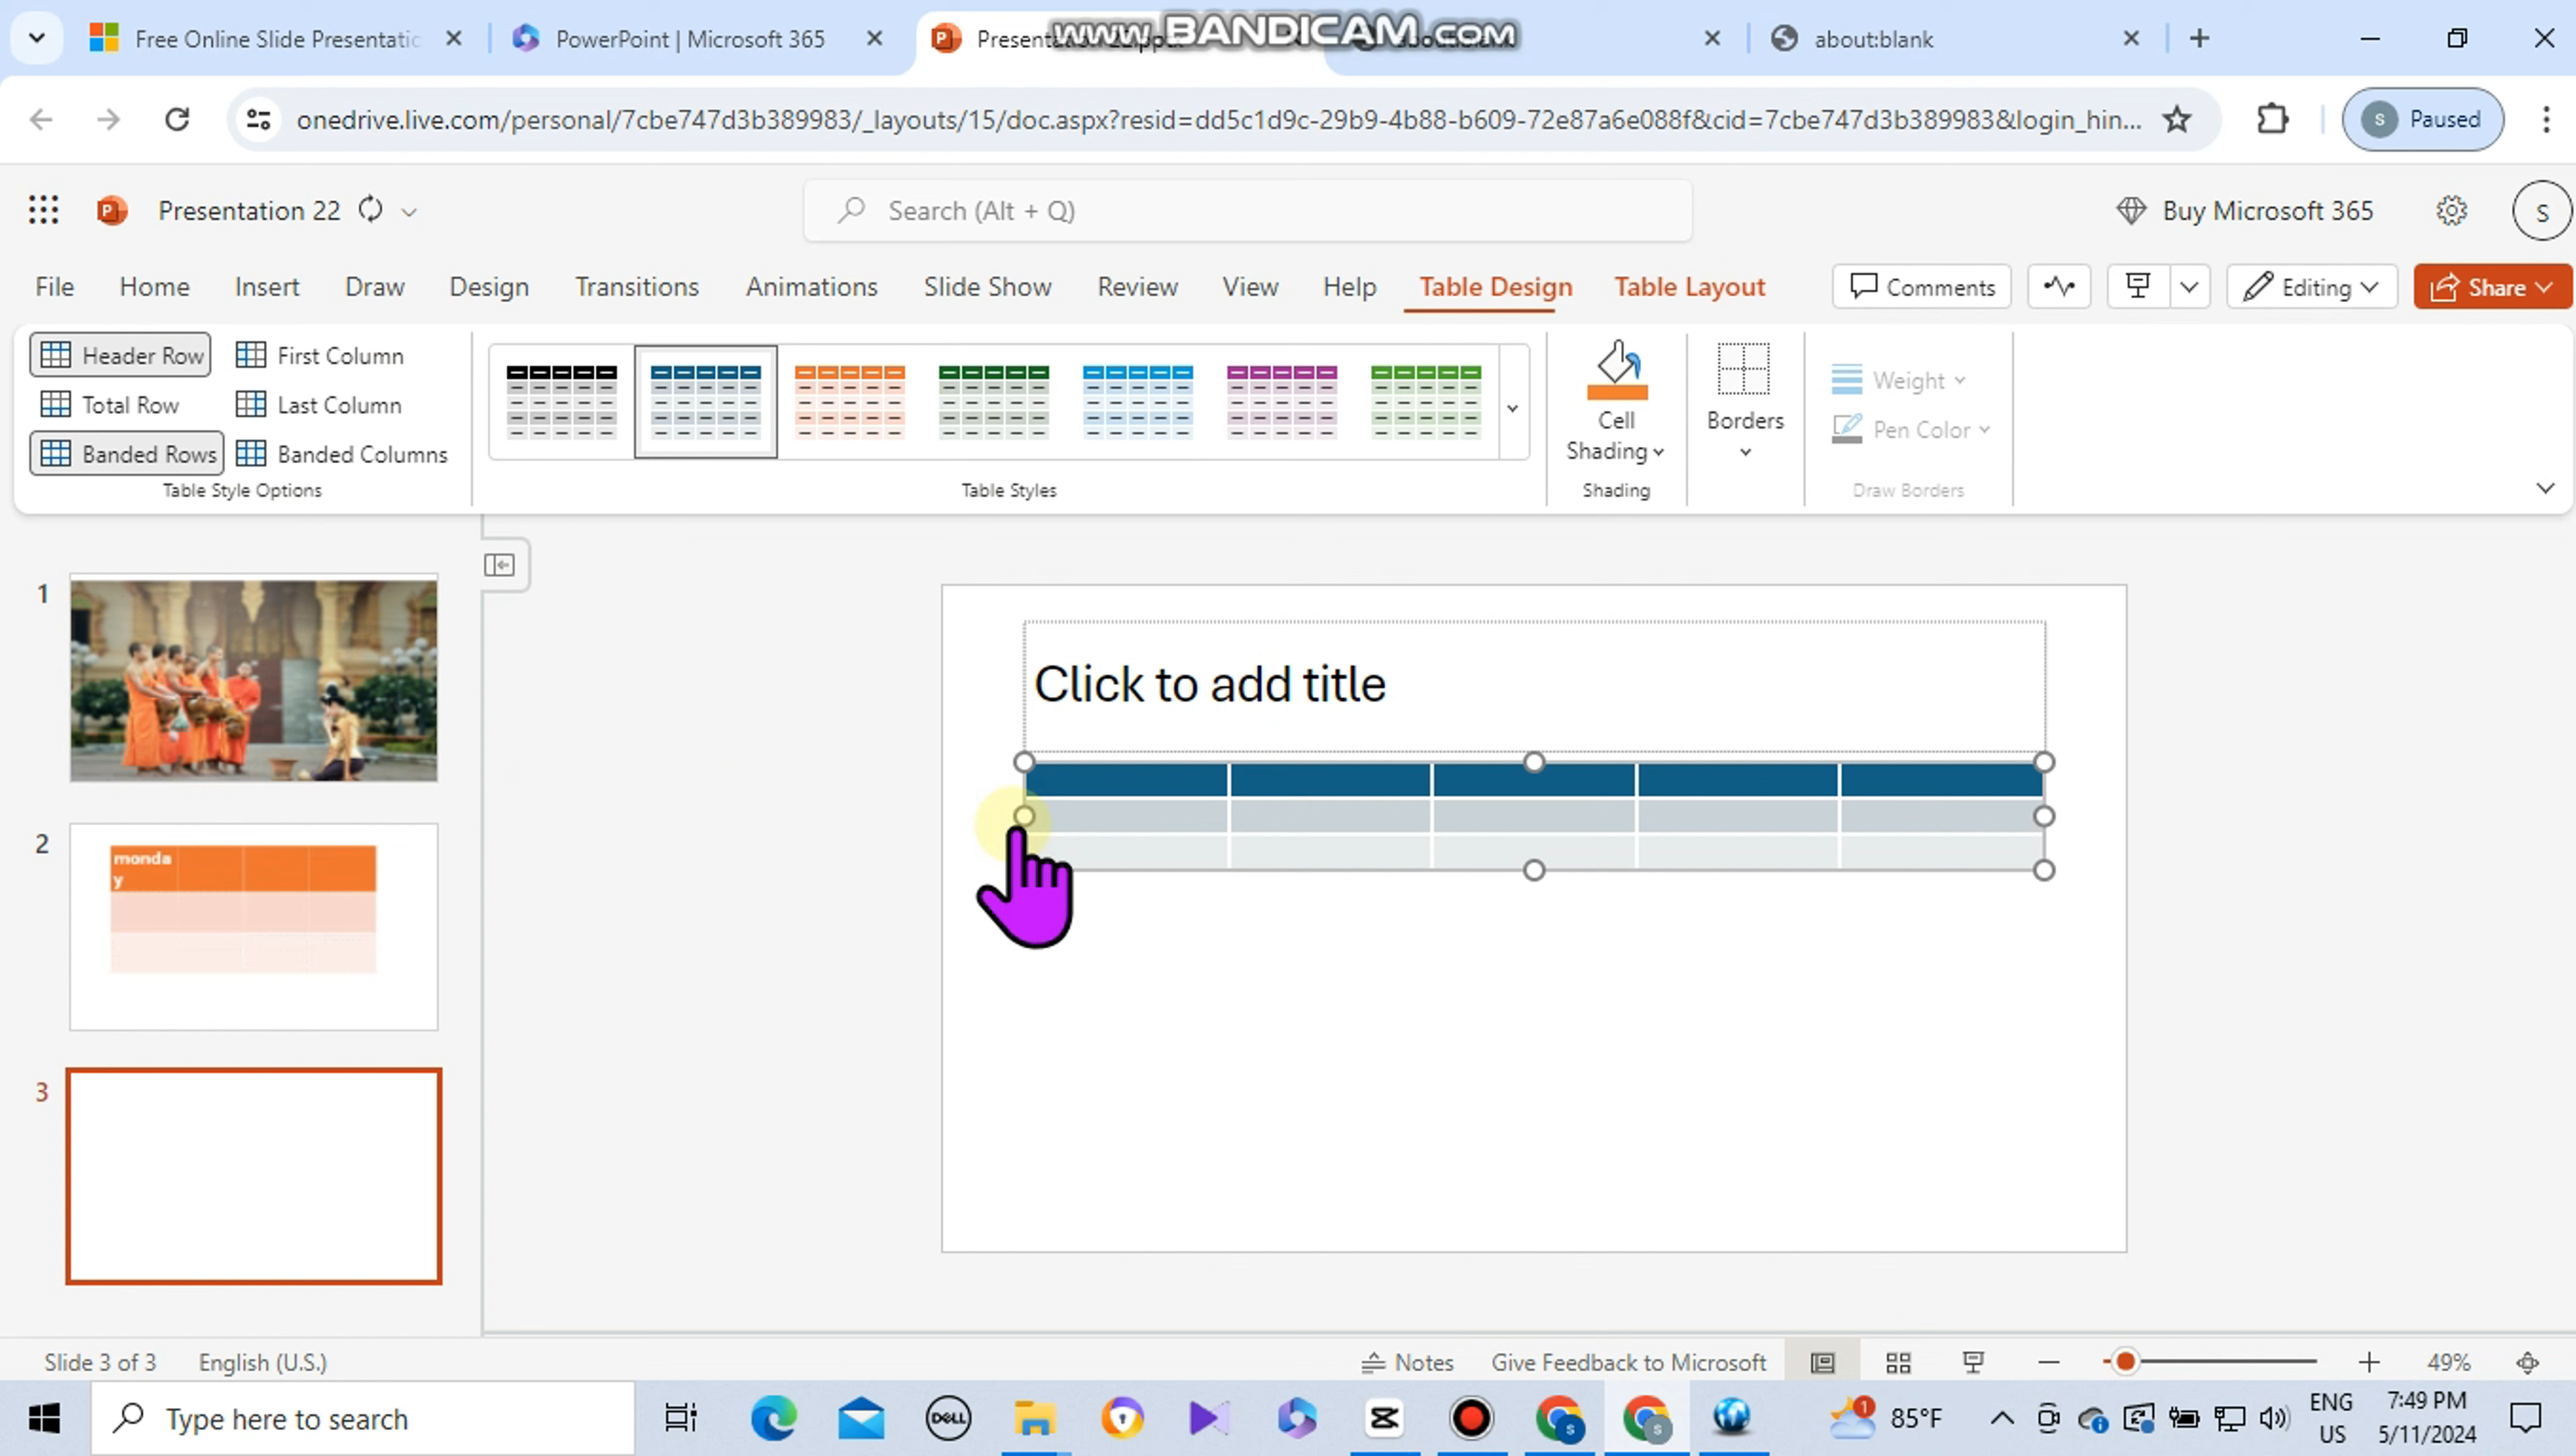 Free Online Slide Presentatic
PowerPoint | Microsoft 365
about:blank
www.BANDICAM.com
onedrive.live.com/personal/7cbe747d3b389983/_layouts/15/doc.aspx?resid=dd5c1d9c-29b9-4b88-b609-72e87a6e088f&cid=7cbe747d3b389983&login_hin...
S
Paused
Presentation 22
Search (Alt + Q)
Buy Microsoft 365
S
File Home Insert Draw Design Transitions Animations Slide Show Review View Help Table Design Table Layout
Comments
Editing
Share
Header Row
First Column
Total Row
Last Column
Banded Rows
Banded Columns
Table Style Options
Table Styles
Cell
Shading
Shading
Borders
Weight
Pen Color
Draw Borders
1
2
monda
y
3
Click to add title
Slide 3 of 3
English (U.S.)
Notes
Give Feedback to Microsoft
49%
Type here to search
DELL
1
85°F
ENG
US
7:49 PM
5/11/2024